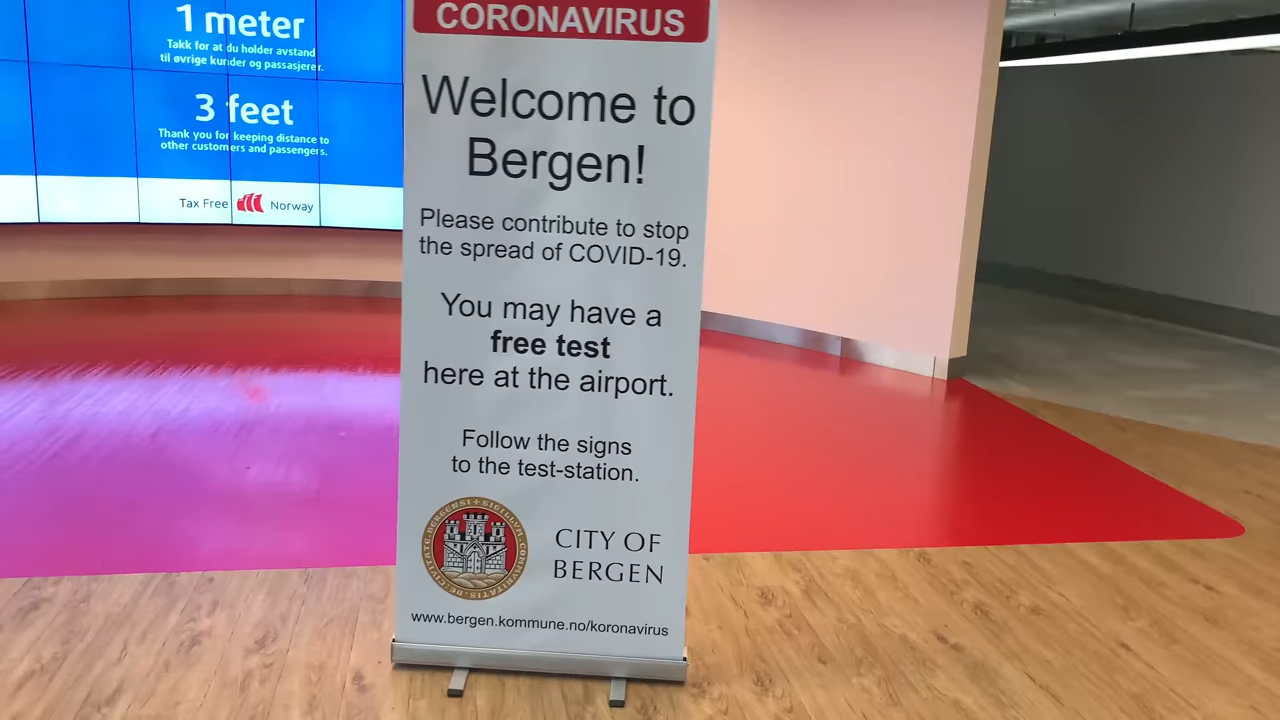 1 meter
Takk for at du holder avstand
til øvrige kunder og passasjerer.
3 feet
Thank you for keeping distance to
other customers and passengers.
Tax Free Norway
CORONAVIRUS
Welcome to
Bergen!
Please contribute to stop
the spread of COVID-19.
You may have a
free test
here at the airport.
Follow the signs
to the test-station.
CITY OF
BERGEN
www.bergen.kommune.no/koronavirus